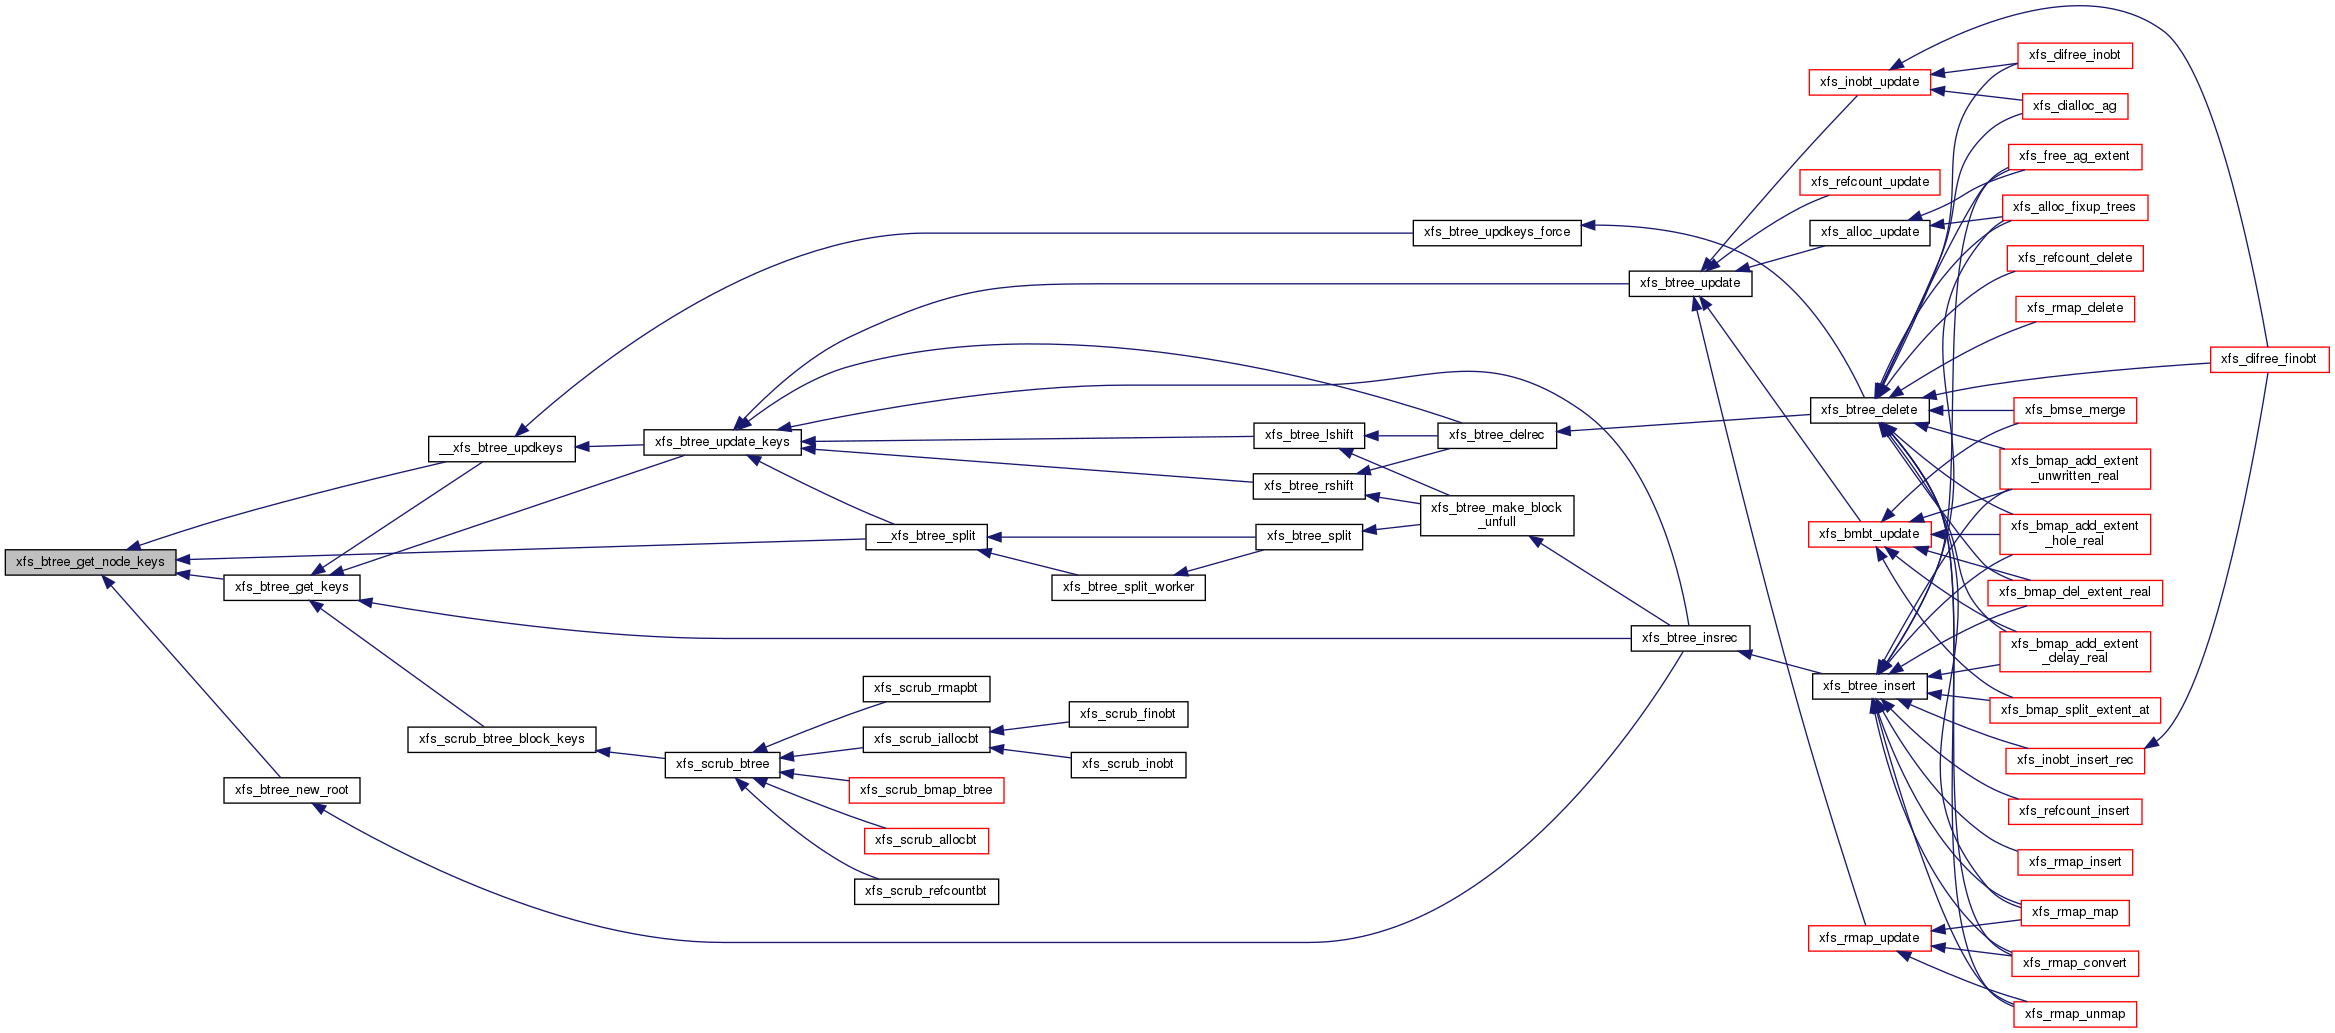 xfs_btree_get_node_keys
__xfs_btree_updkeys
xfs_btree_get_keys
xfs_btree_new_root
xfs_btree_update_keys
xfs_scrub_btree_block_keys
xfs_scrub_btree
__xfs_btree_split
xfs_btree_split_worker
xfs_scrub_rmapbt
xfs_scrub_iallocbt
xfs_scrub_bmap_btree
xfs_scrub_allocbt
xfs_scrub_refcountbt
xfs_scrub_finobt
xfs_scrub_inobt
xfs_btree_lshift
xfs_btree_rshift
xfs_btree_split
xfs_btree_updkeys_force
xfs_btree_delrec
xfs_btree_make_block
_unfull
xfs_btree_update
xfs_btree_insrec
xfs_inobt_update
xfs_refcount_update
xfs_alloc_update
xfs_btree_delete
xfs_bmbt_update
xfs_btree_insert
xfs_rmap_update
xfs_difree_inobt
xfs_dialloc_ag
xfs_free_ag_extent
xfs_alloc_fixup_trees
xfs_refcount_delete
xfs_rmap_delete
xfs_difree_finobt
xfs_bmse_merge
xfs_bmap_add_extent
_unwritten_real
xfs_bmap_add_extent
_hole_real
xfs_bmap_del_extent_real
xfs_bmap_add_extent
_delay_real
xfs_bmap_split_extent_at
xfs_inobt_insert_rec
xfs_refcount_insert
xfs_rmap_insert
xfs_rmap_map
xfs_rmap_convert
xfs_rmap_unmap